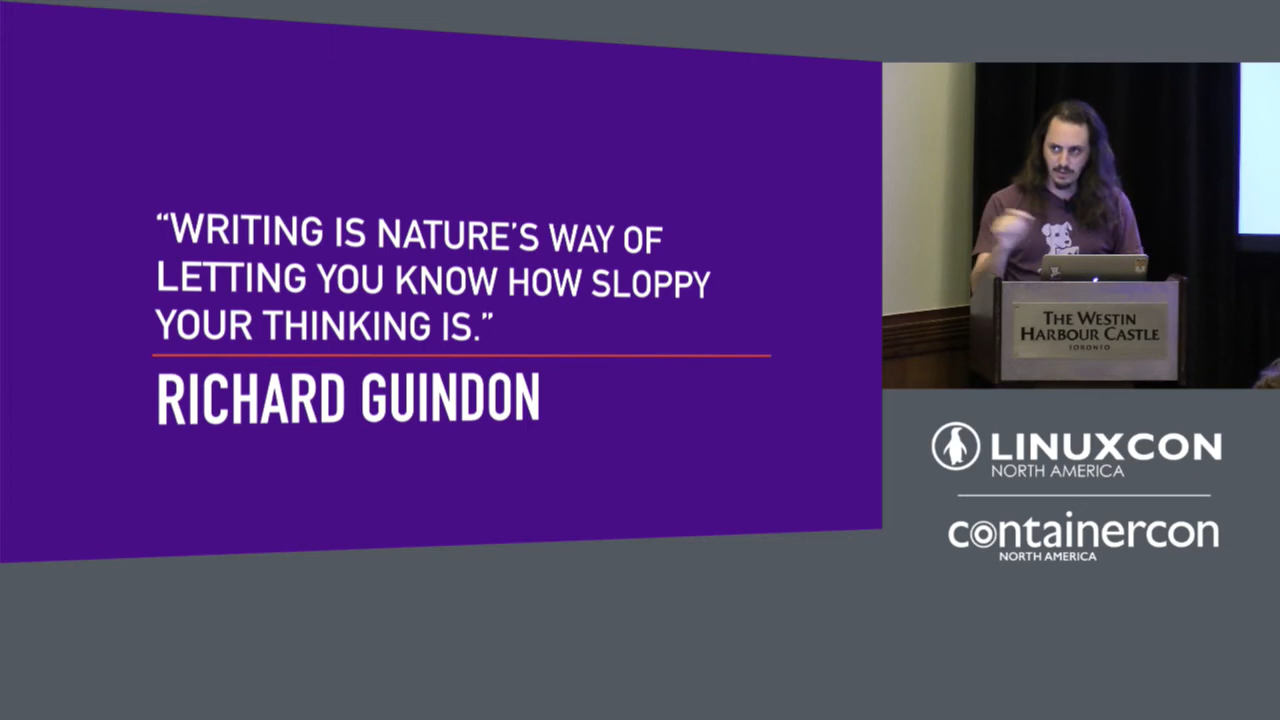 “WRITING IS NATURE’S WAY OF
LETTING YOU KNOW HOW SLOPPY
YOUR THINKING IS.”
RICHARD GUINDON
THE WESTIN
HARBOUR CASTLE
TORONTO
LINUXCON
NORTH AMERICA
containercon
NORTH AMERICA